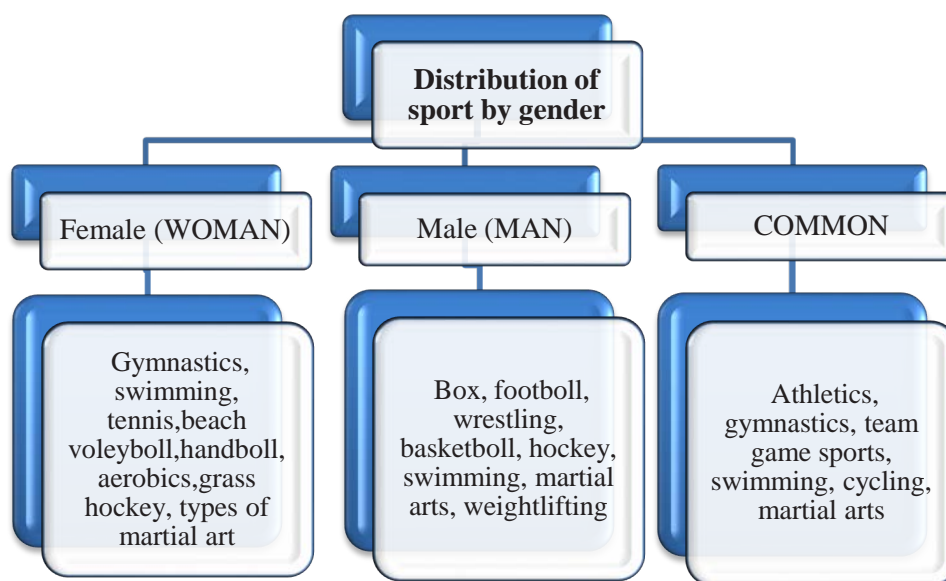 Distribution of
sport by gender
Female (WOMAN)
Male (MAN)
COMMON
Gymnastics,
swimming,
tennis,beach
voleyboll,handboll,
aerobics,grass
hockey, types of
martial art
Box, footboll,
wrestling,
basketboll, hockey,
swimming, martial
arts, weightlifting
Athletics,
gymnastics, team
game sports,
swimming, cycling,
martial arts